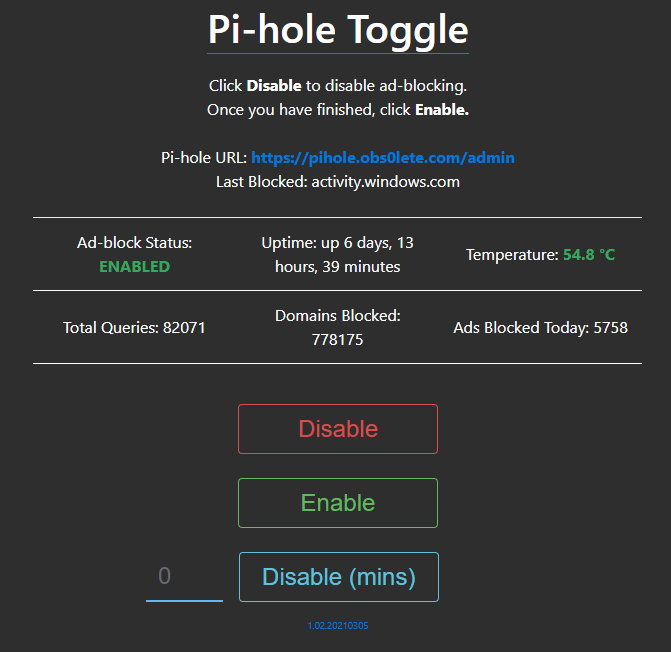 Pi-hole Toggle
Click Disable to disable ad-blocking.
Once you have finished, click Enable.
Pi-hole URL: https://pihole.obs0lete.com/admin
Last Blocked: activity.windows.com
Ad-block Status:
ENABLED
Uptime: up 6 days, 13
hours, 39 minutes
Temperature: 54.8 °C
Total Queries: 82071
Domains Blocked:
778175
Ads Blocked Today: 5758
Disable
Enable
0
Disable (mins)
1.02.20210305